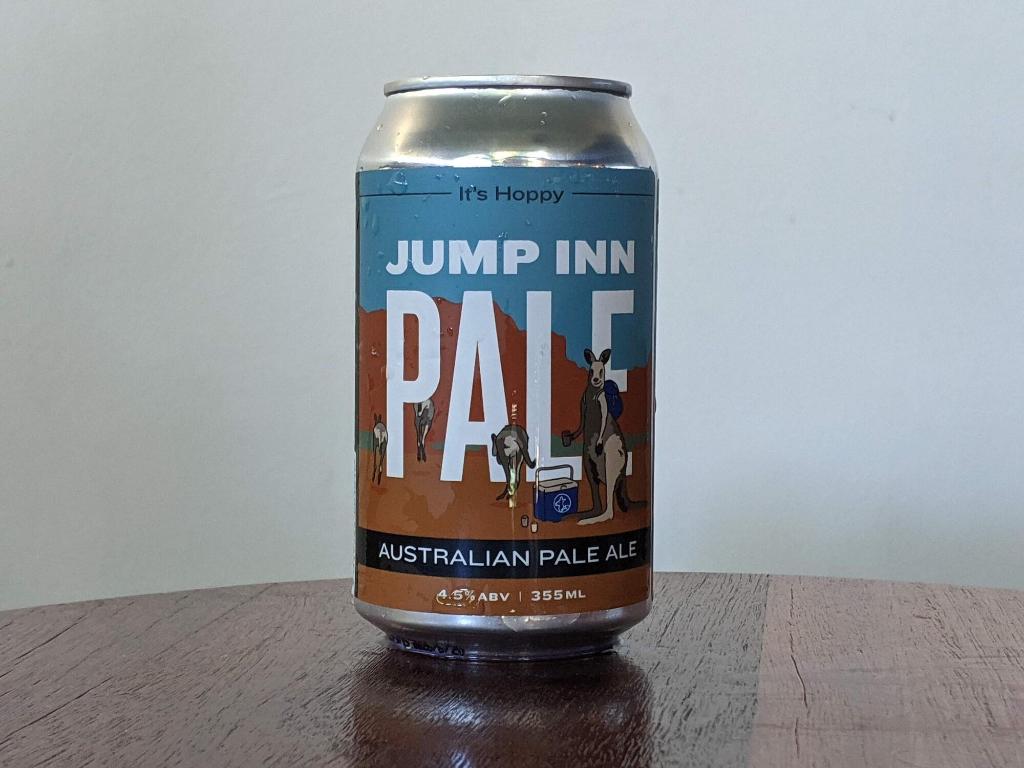 It's Hoppy
JUMP INN
PALE
AUSTRALIAN PALE ALE
4.5% ABV | 355ML